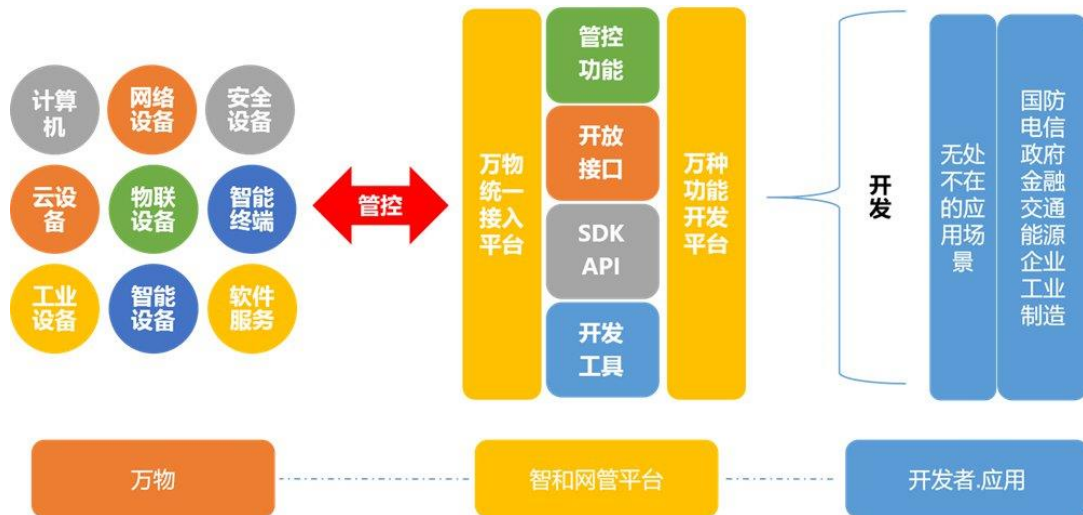 计算
机
网络
设备
安全
设备
云设
备
物联
设备
智能
终端
工业
设备
智能
设备
软件
服务
管控
万物
统一
接入
平台
管控
功能
开放
接口
SDK
API
开发
工具
万种
功能
开发
平台
开
发
无处
不在
的应
用场
景
国防
电信
政府
金融
交通
能源
企业
工业
制造
万物
智和网管平台
开发者.应用